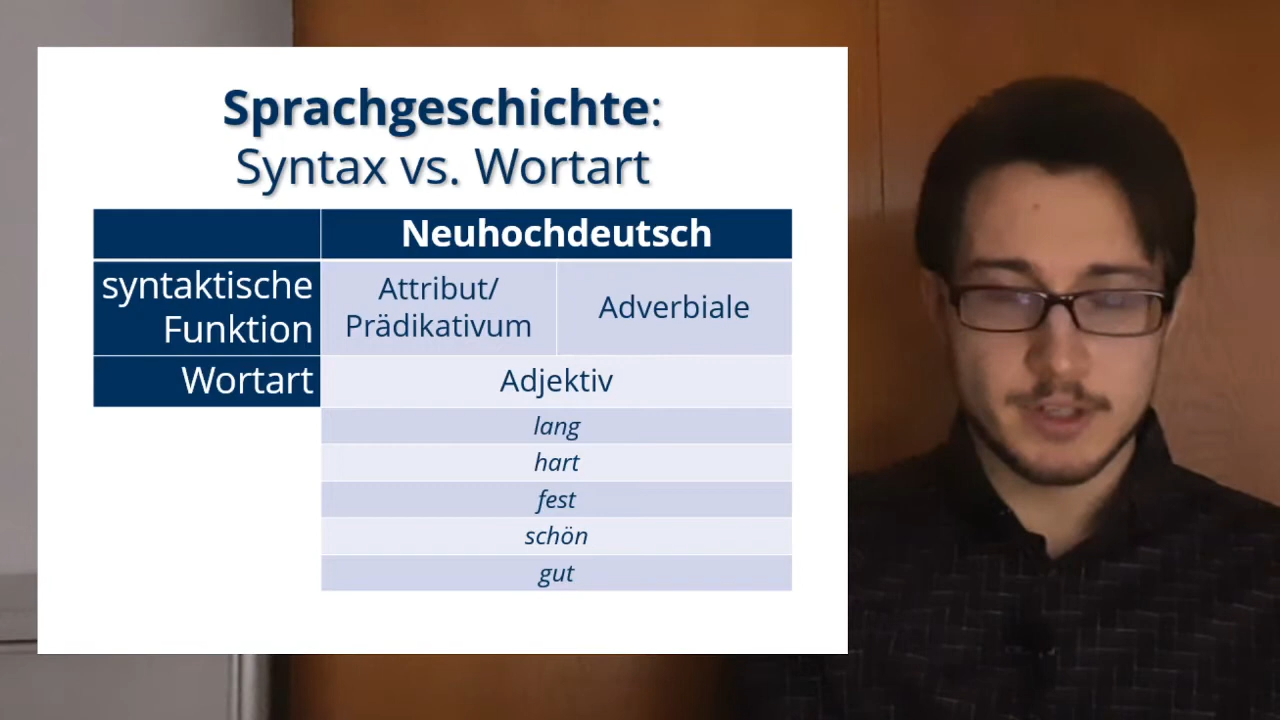 Sprachgeschichte:
Syntax vs. Wortart
Neuhochdeutsch
syntaktische
Funktion
Attribut/
Prädikativum
Adverbiale
Wortart
Adjektiv
lang
hart
fest
schön
gut